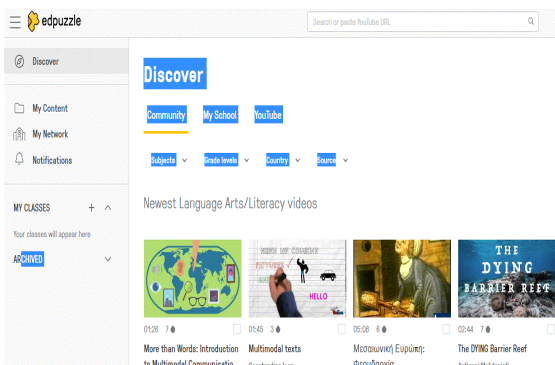 edpuzzle
Search or paste YouTube URL
Discover
My Content
My Network
Notifications
MY CLASSES
Your classes will appear here
ARCHIVED
Discover
Community My School YouTube
Subjects Grade levels Country Source
Newest Language Arts/Literacy videos
HELLO
THE
DYING
BARRIER REEF
01:26 7
01:45 3
05:08 6
02:44 7
More than Words: Introduction
to Multimodal Communicatio
Multimodal texts
Μεσαιωνική Ευρώπη:
Φεουδαρχία
The DYING Barrier Reef